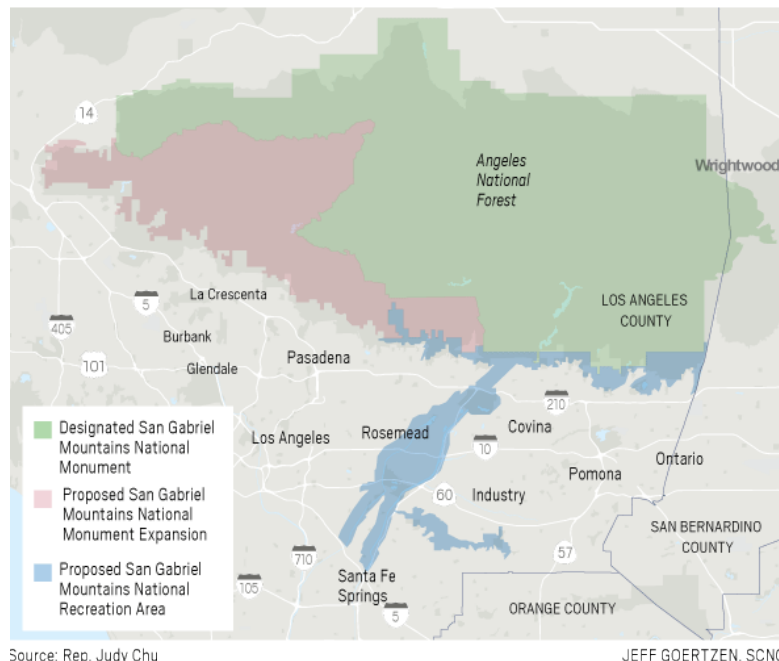 14
Angeles
National
Forest
Wrightwood
5
La Crescenta
LOS ANGELES
COUNTY
405
Burbank
101
Glendale
Pasadena
210
Designated San Gabriel
Mountains National
Monument
Los Angeles
Rosemead
Covina
10
Pomona
Ontario
Proposed San Gabriel
Mountains National
Monument Expansion
60
Industry
SAN BERNARDINO
COUNTY
710
57
Proposed San Gabriel
Mountains National
Recreation Area
105
Santa Fe
Springs
5
ORANGE COUNTY
Source: Rep. Judy Chu
JEFF GOERTZEN, SCNG